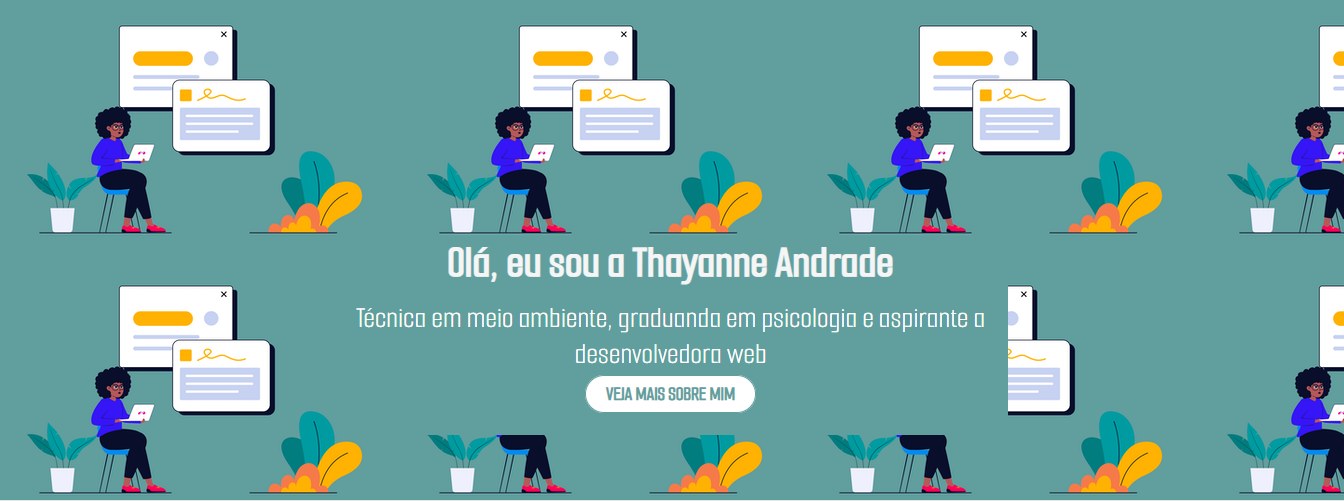 Olá, eu sou a Thayanne Andrade
Técnica em meio ambiente, graduanda em psicologia e aspirante a
desenvolvedora web
VEJA MAIS SOBRE MIM